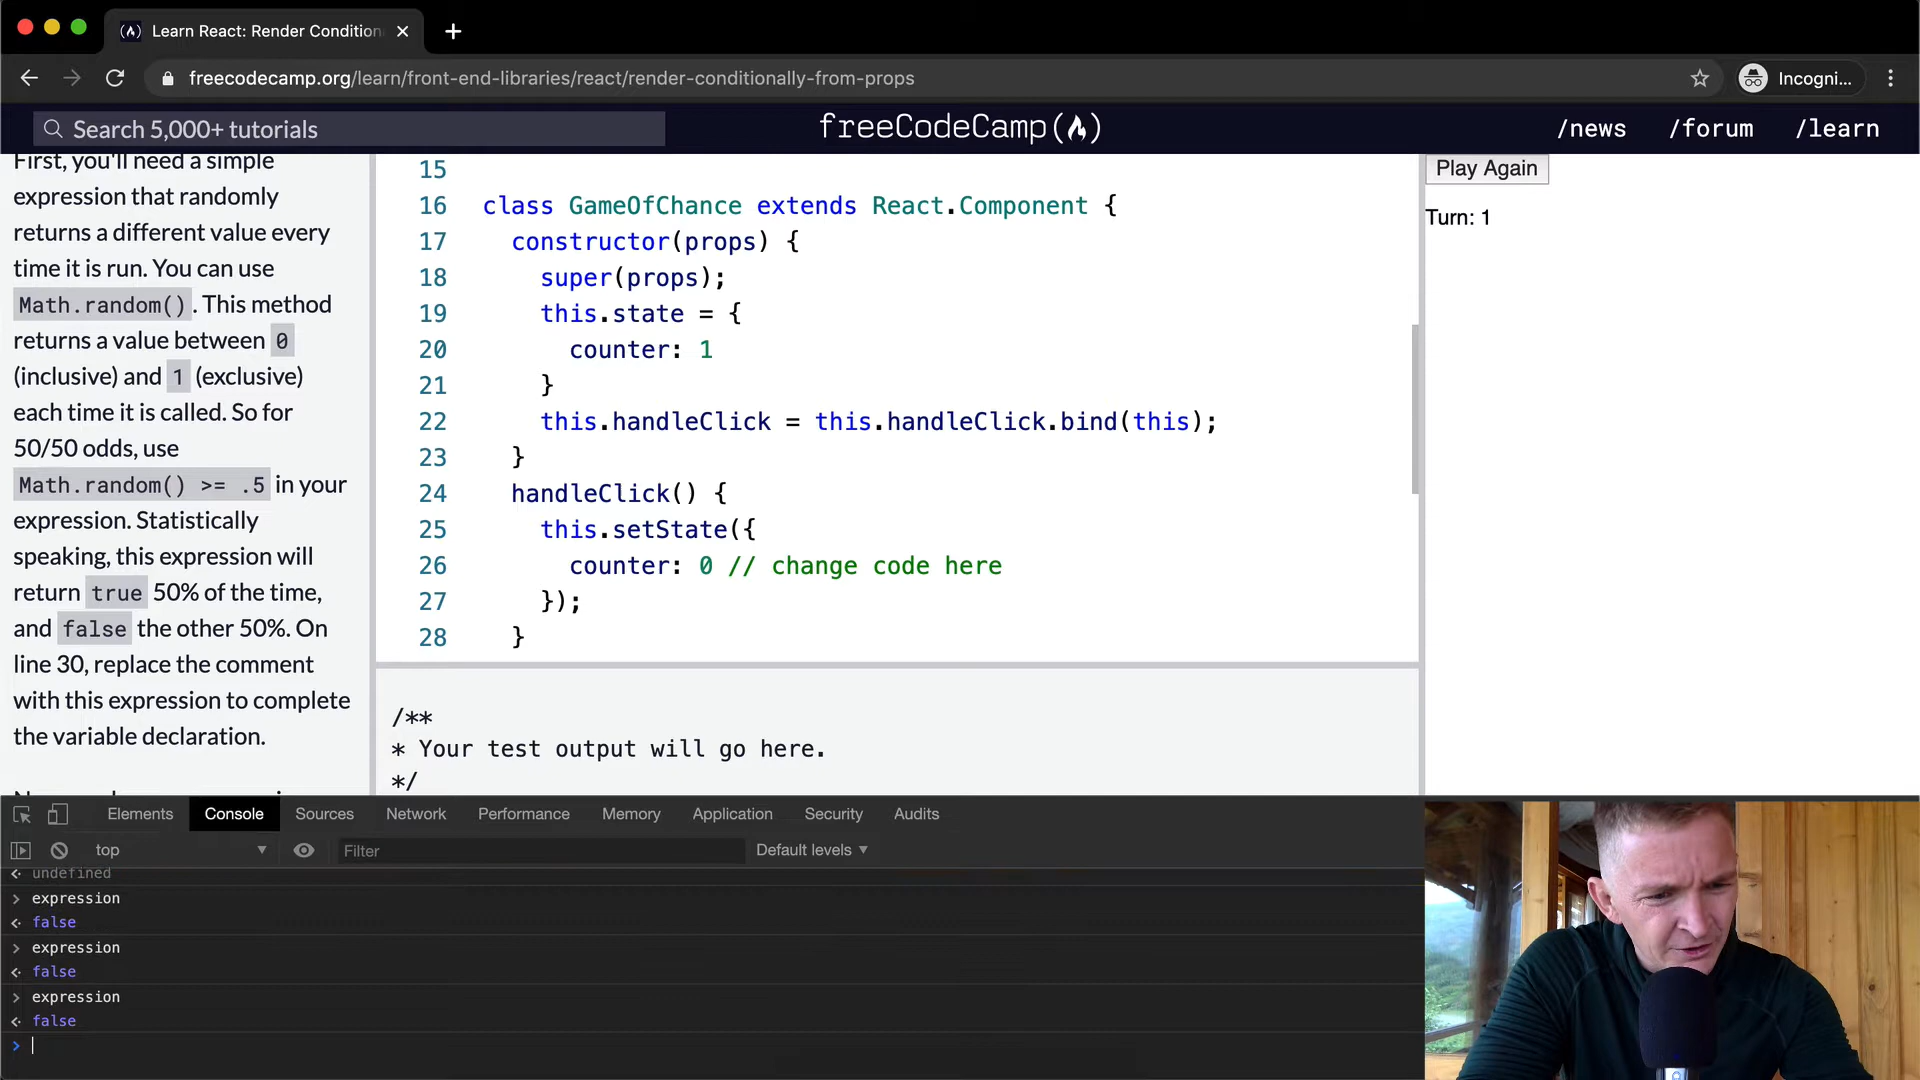 Learn React: Render Condition
freecodecamp.org/learn/front-end-libraries/react/render-conditionally-from-props
Incogni...
Search 5,000+ tutorials
freeCodeCamp(🔥)
/news /forum /learn
First, you'll need a simple
expression that randomly
returns a different value every
time it is run. You can use
Math.random(). This method
returns a value between 0
(inclusive) and 1 (exclusive)
each time it is called. So for
50/50 odds, use
Math.random() >= .5 in your
expression. Statistically
speaking, this expression will
return true 50% of the time,
and false the other 50%. On
line 30, replace the comment
with this expression to complete
the variable declaration.
15
16 class GameOfChance extends React.Component {
17 constructor(props) {
18 super(props);
19 this.state = {
20 counter: 1
21 }
22 this.handleClick = this.handleClick.bind(this);
23 }
24 handleClick() {
25 this.setState({
26 counter: 0 // change code here
27 });
28 }
/**
* Your test output will go here.
*/
Play Again
Turn: 1
Elements Console Sources Network Performance Memory Application Security Audits
top Filter Default levels
undefined
expression
false
expression
false
expression
false